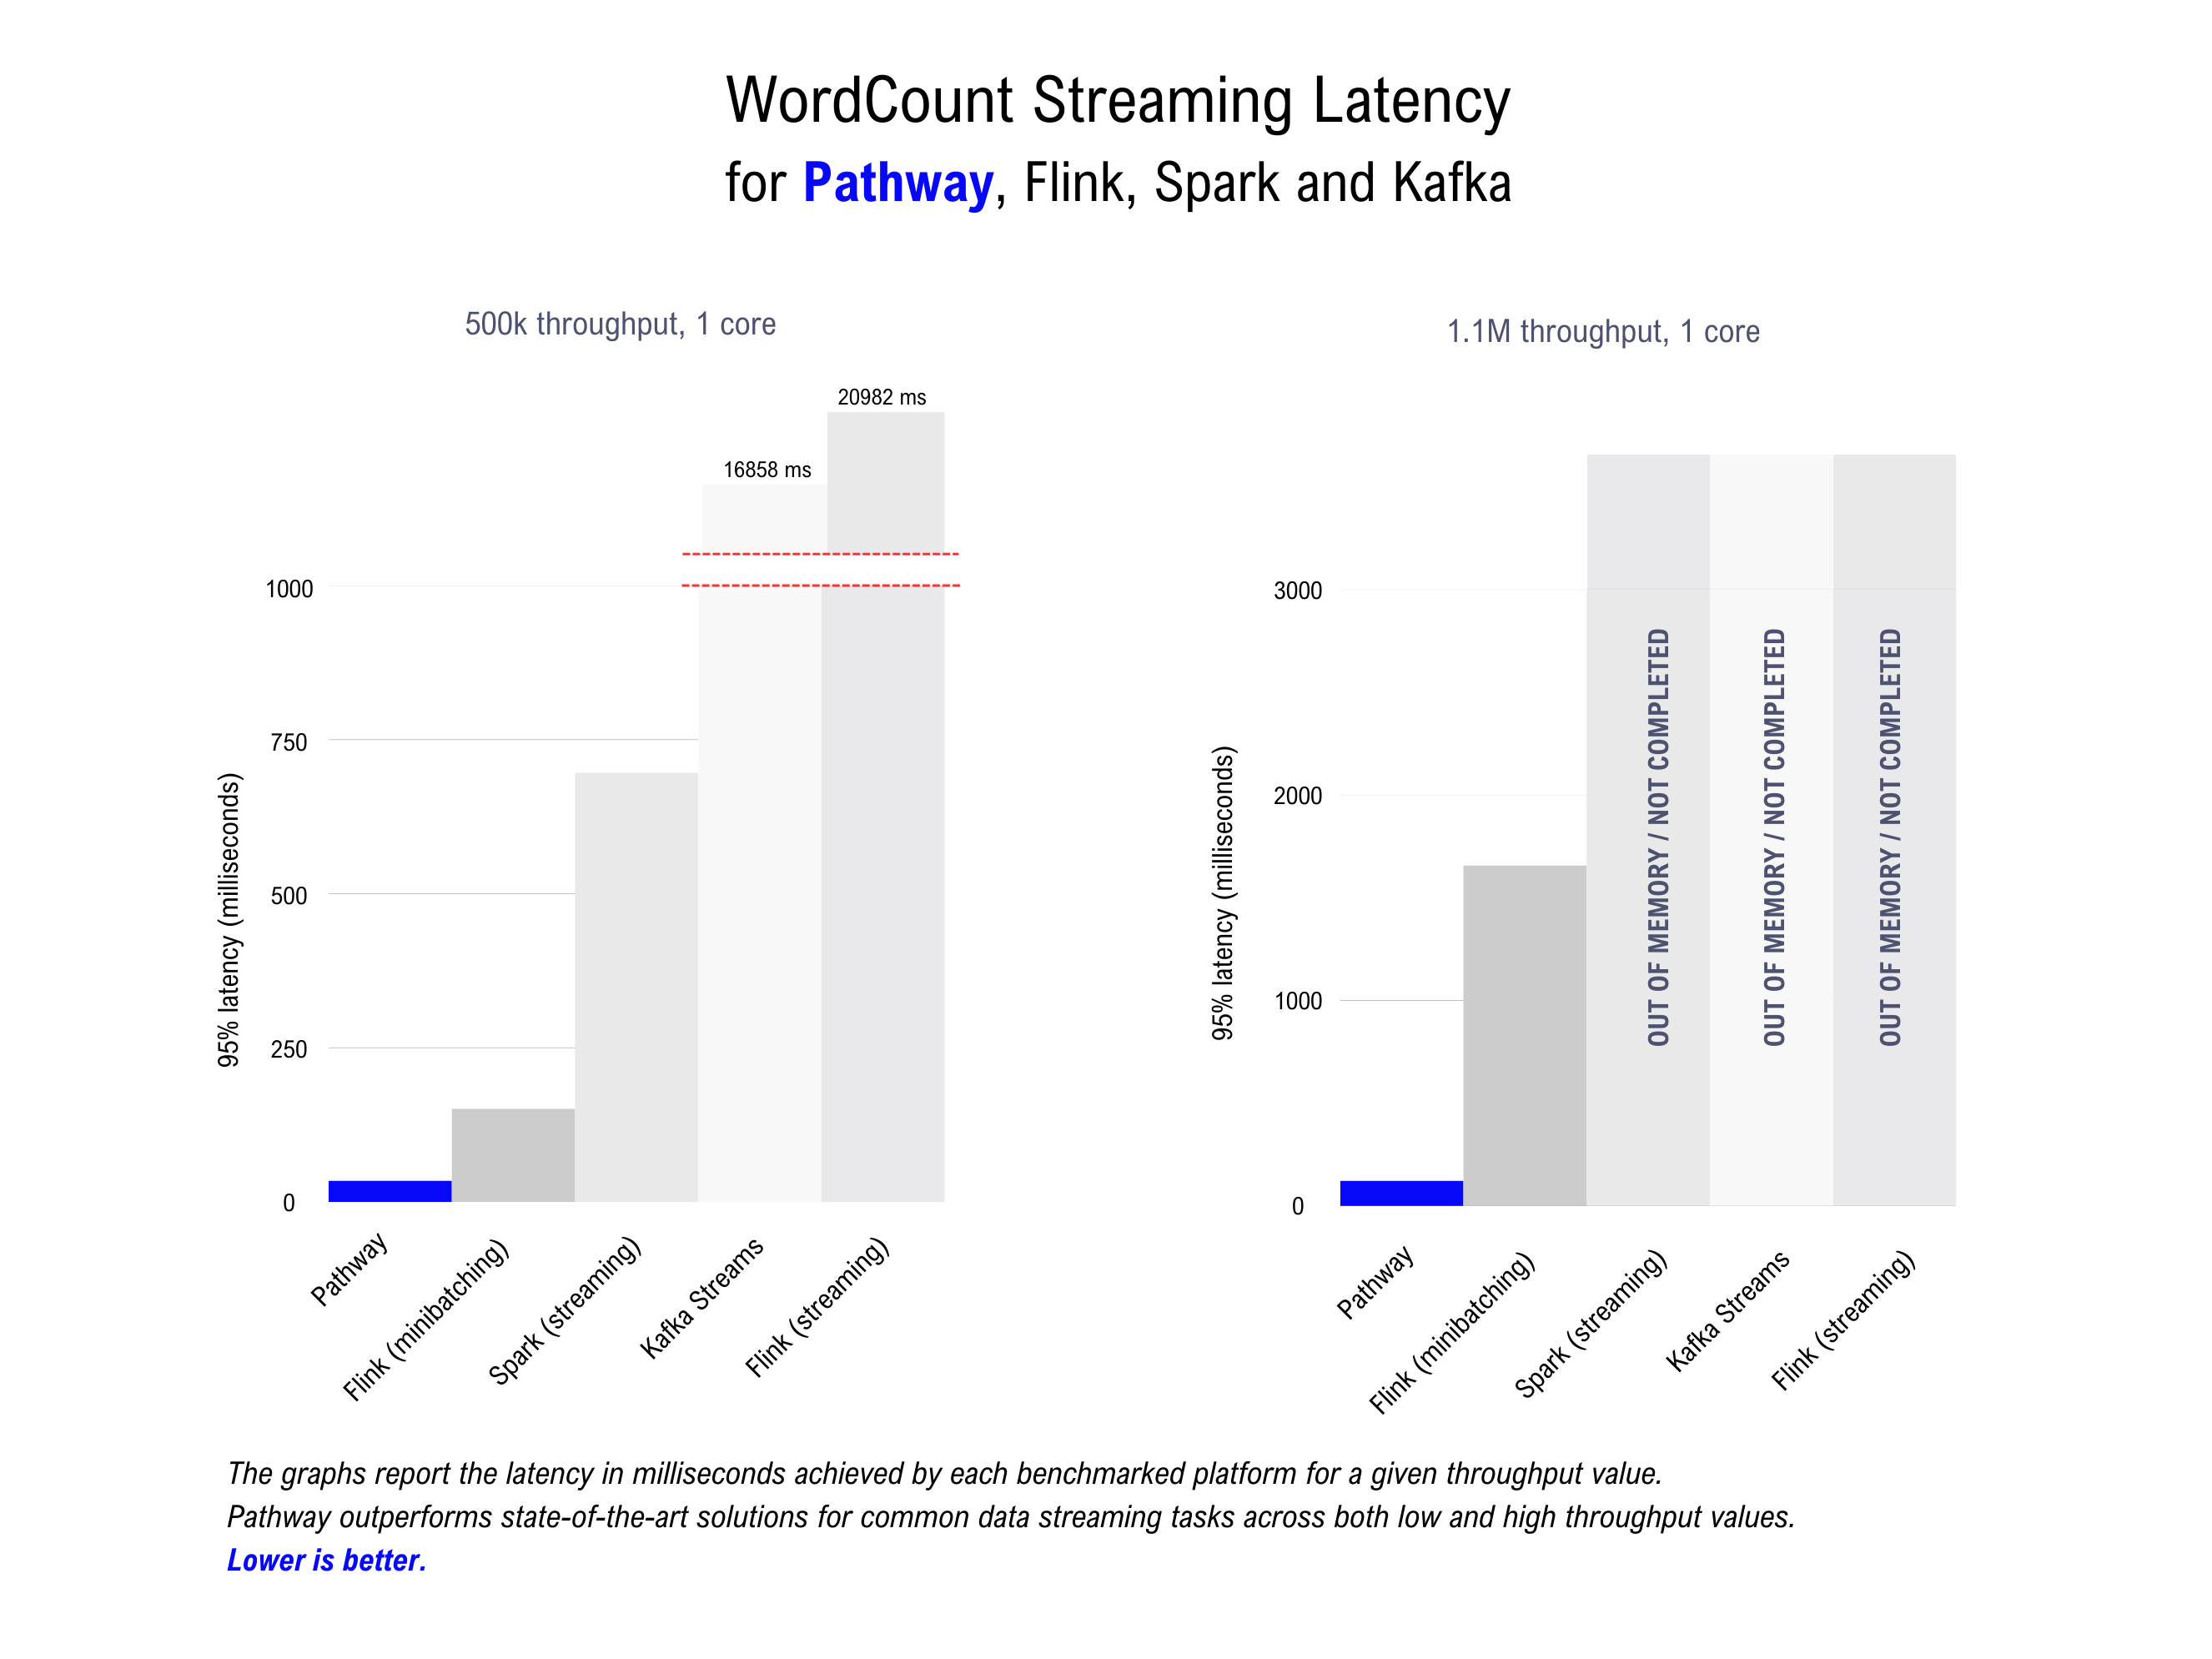 WordCount Streaming Latency
for Pathway, Flink, Spark and Kafka
500k throughput, 1 core
20982 ms
16858 ms
1000
750
500
250
0
95% latency (milliseconds)
Pathway
Flink (minibatching)
Spark (streaming)
Kafka Streams
Flink (streaming)
1.1M throughput, 1 core
3000
2000
1000
0
95% latency (milliseconds)
OUT OF MEMORY / NOT COMPLETED
OUT OF MEMORY / NOT COMPLETED
OUT OF MEMORY / NOT COMPLETED
Pathway
Flink (minibatching)
Spark (streaming)
Kafka Streams
Flink (streaming)
The graphs report the latency in milliseconds achieved by each benchmarked platform for a given throughput value.
Pathway outperforms state-of-the-art solutions for common data streaming tasks across both low and high throughput values.
Lower is better.